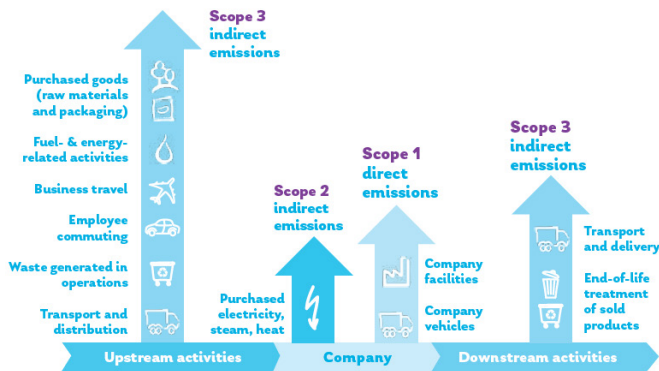 Scope 3
indirect
emissions
Purchased goods
(raw materials
and packaging)
Fuel- & energy-
related activities
Business travel
Employee
commuting
Waste generated in
operations
Transport and
distribution
Scope 2
indirect
emissions
Purchased
electricity,
steam, heat
Scope 1
direct
emissions
Company
facilities
Company
vehicles
Scope 3
indirect
emissions
Transport
and delivery
End-of-life
treatment
of sold
products
Upstream activities
Company
Downstream activities